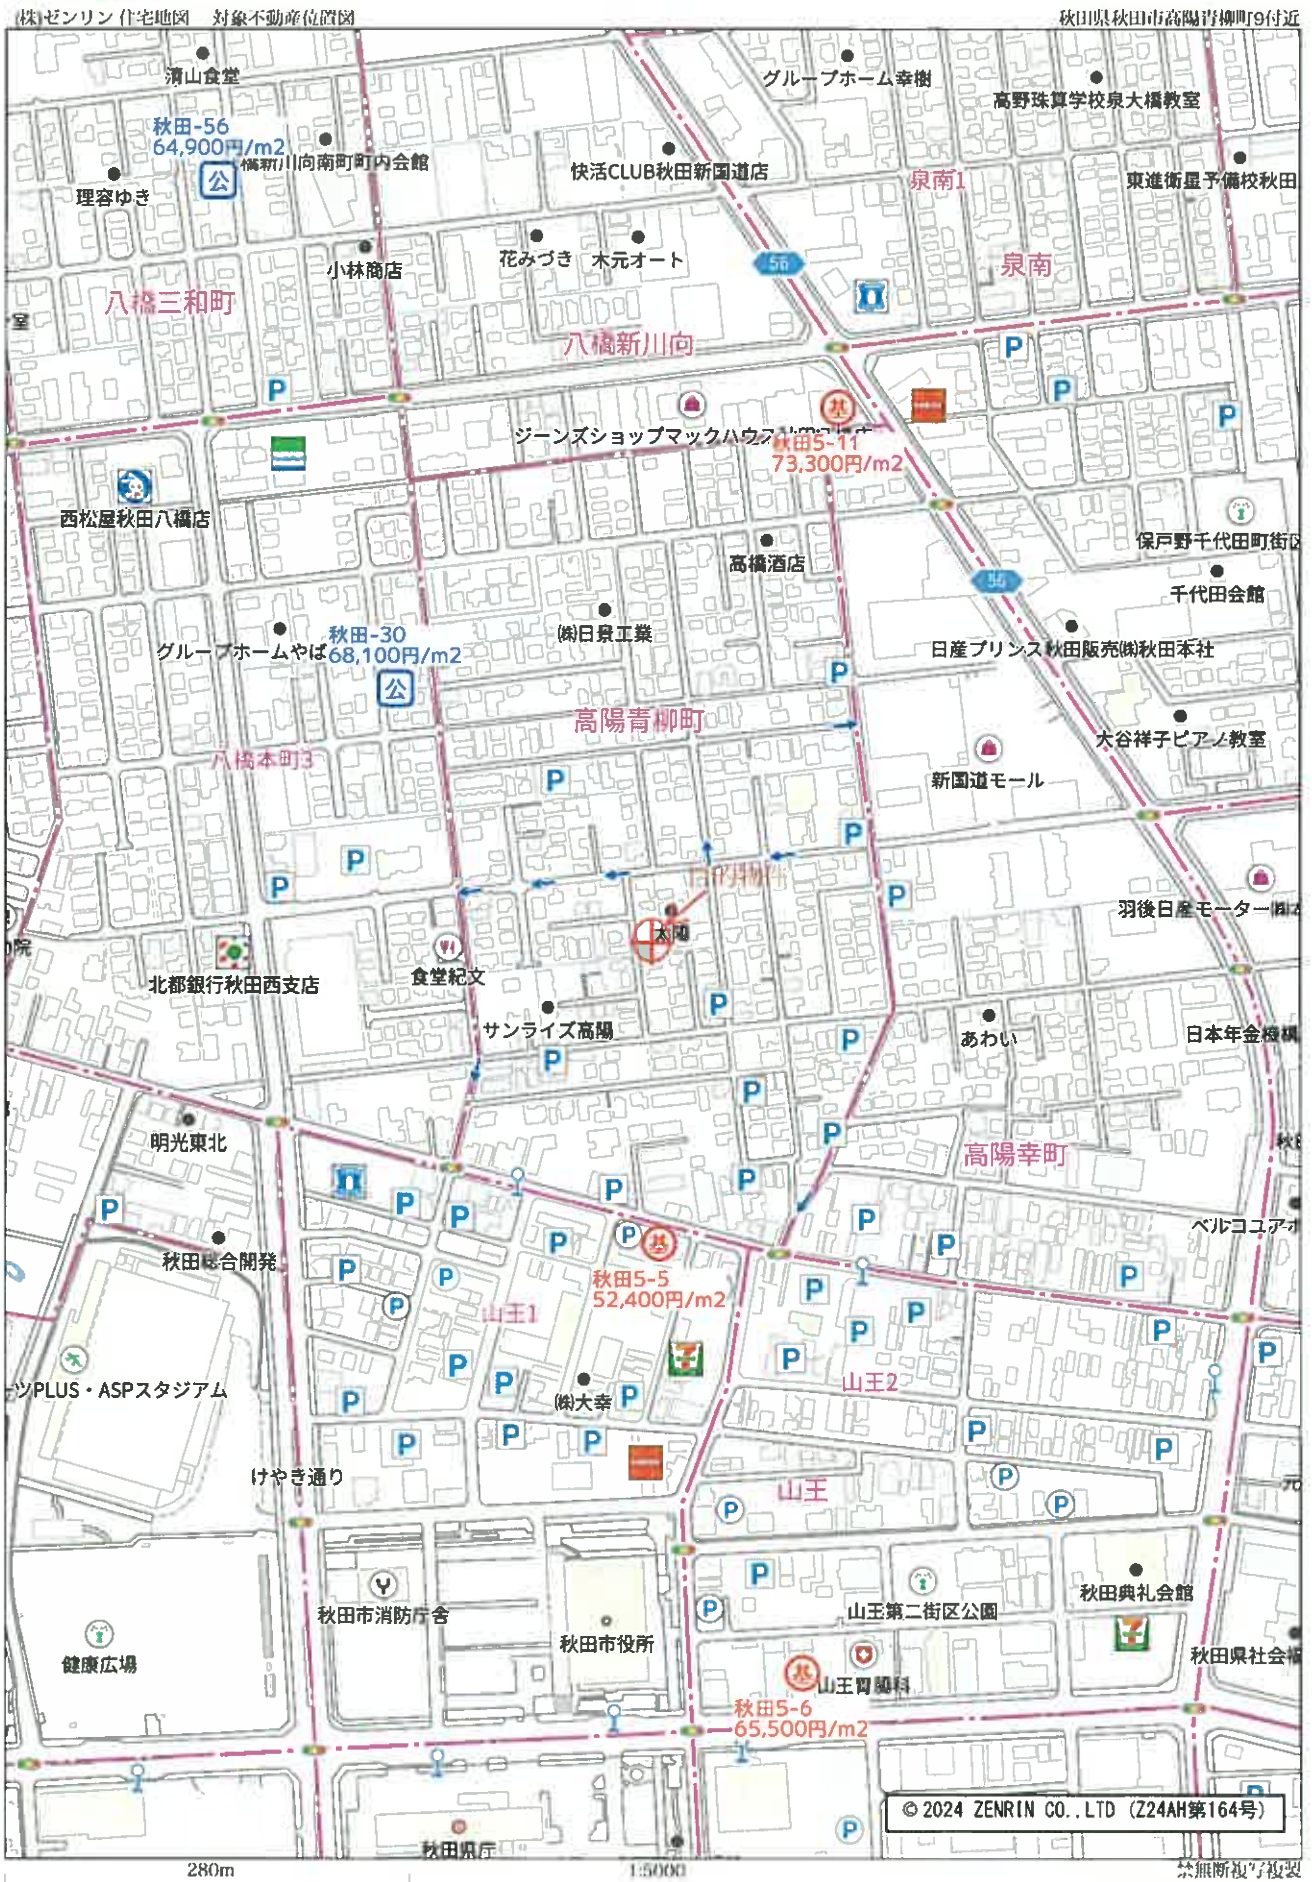 (株)ゼンリン住宅地図 対象不動産位置図
秋田県秋田市高陽青柳町9付近
清山食堂
グループホーム幸樹
高野珠算学校泉大橋教室
秋田-56
64,900円/m2
橋新川向南町町内会館
快活CLUB秋田新国道店
理容ゆき
泉南1
東進衛星予備校秋田
小林商店
花みづき
木元オート
56
泉南
八橋三和町
室
八橋新川向
P
P
P
P
基
ジーンズショップマックハウス
秋田5-11
73,300円/m2
西松屋秋田八橋店
保戸野千代田町街区
高橋酒店
千代田会館
56
㈱日景工業
秋田-30
68,100円/m2
公
グループホームやば
日産プリンス秋田販売㈱秋田本社
高陽青柳町
大谷祥子ピアノ教室
八橋本町3
新国道モール
羽後日産モーター㈱
太陽
院
食堂紀文
北都銀行秋田西支店
サンライズ高陽
あわい
日本年金機構
明光東北
高陽幸町
ベルコユアホ
秋田総合開発
基
秋田5-5
52,400円/m2
山王1
山王2
ーツPLUS・ASPスタジアム
㈱大幸
けやき通り
山王
秋田市消防庁舎
秋田市役所
山王第二街区公園
秋田典礼会館
健康広場
秋田県社会福
基
山王胃腸科
秋田5-6
65,500円/m2
秋田県庁
©2024 ZENRIN CO.,LTD (Z24AH第164号)
280m
1:5000
禁無断複写複製